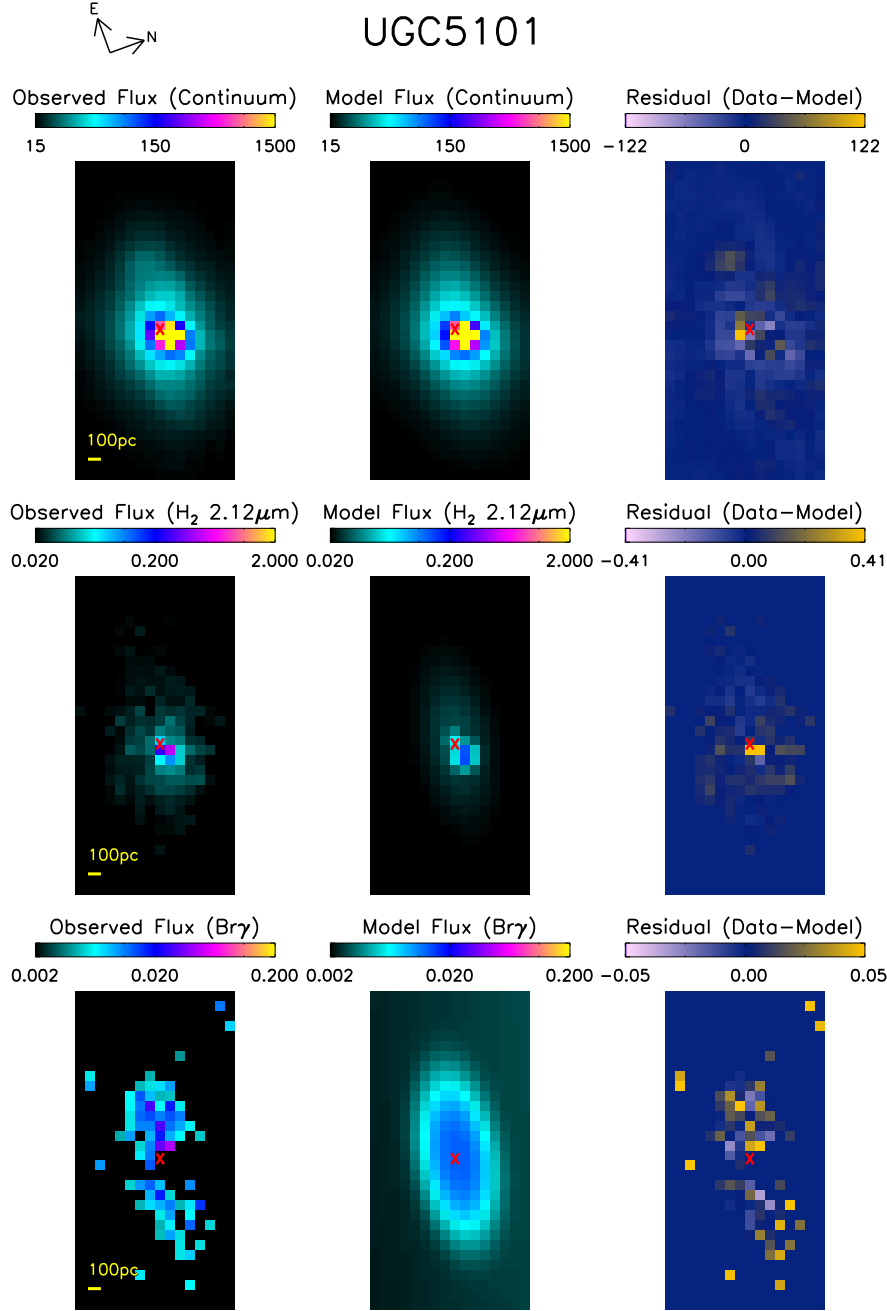 E
N
UGC5101
Observed Flux (Continuum) Model Flux (Continuum) Residual (Data-Model)
15 150 1500 15 150 1500 -122 0 122
X X X
100pc
Observed Flux (H₂ 2.12μm) Model Flux (H₂ 2.12μm) Residual (Data-Model)
0.020 0.200 2.000 0.020 0.200 2.000 -0.41 0.00 0.41
X X X
100pc
Observed Flux (Brγ) Model Flux (Brγ) Residual (Data-Model)
0.002 0.020 0.200 0.002 0.020 0.200 -0.05 0.00 0.05
X X X
100pc